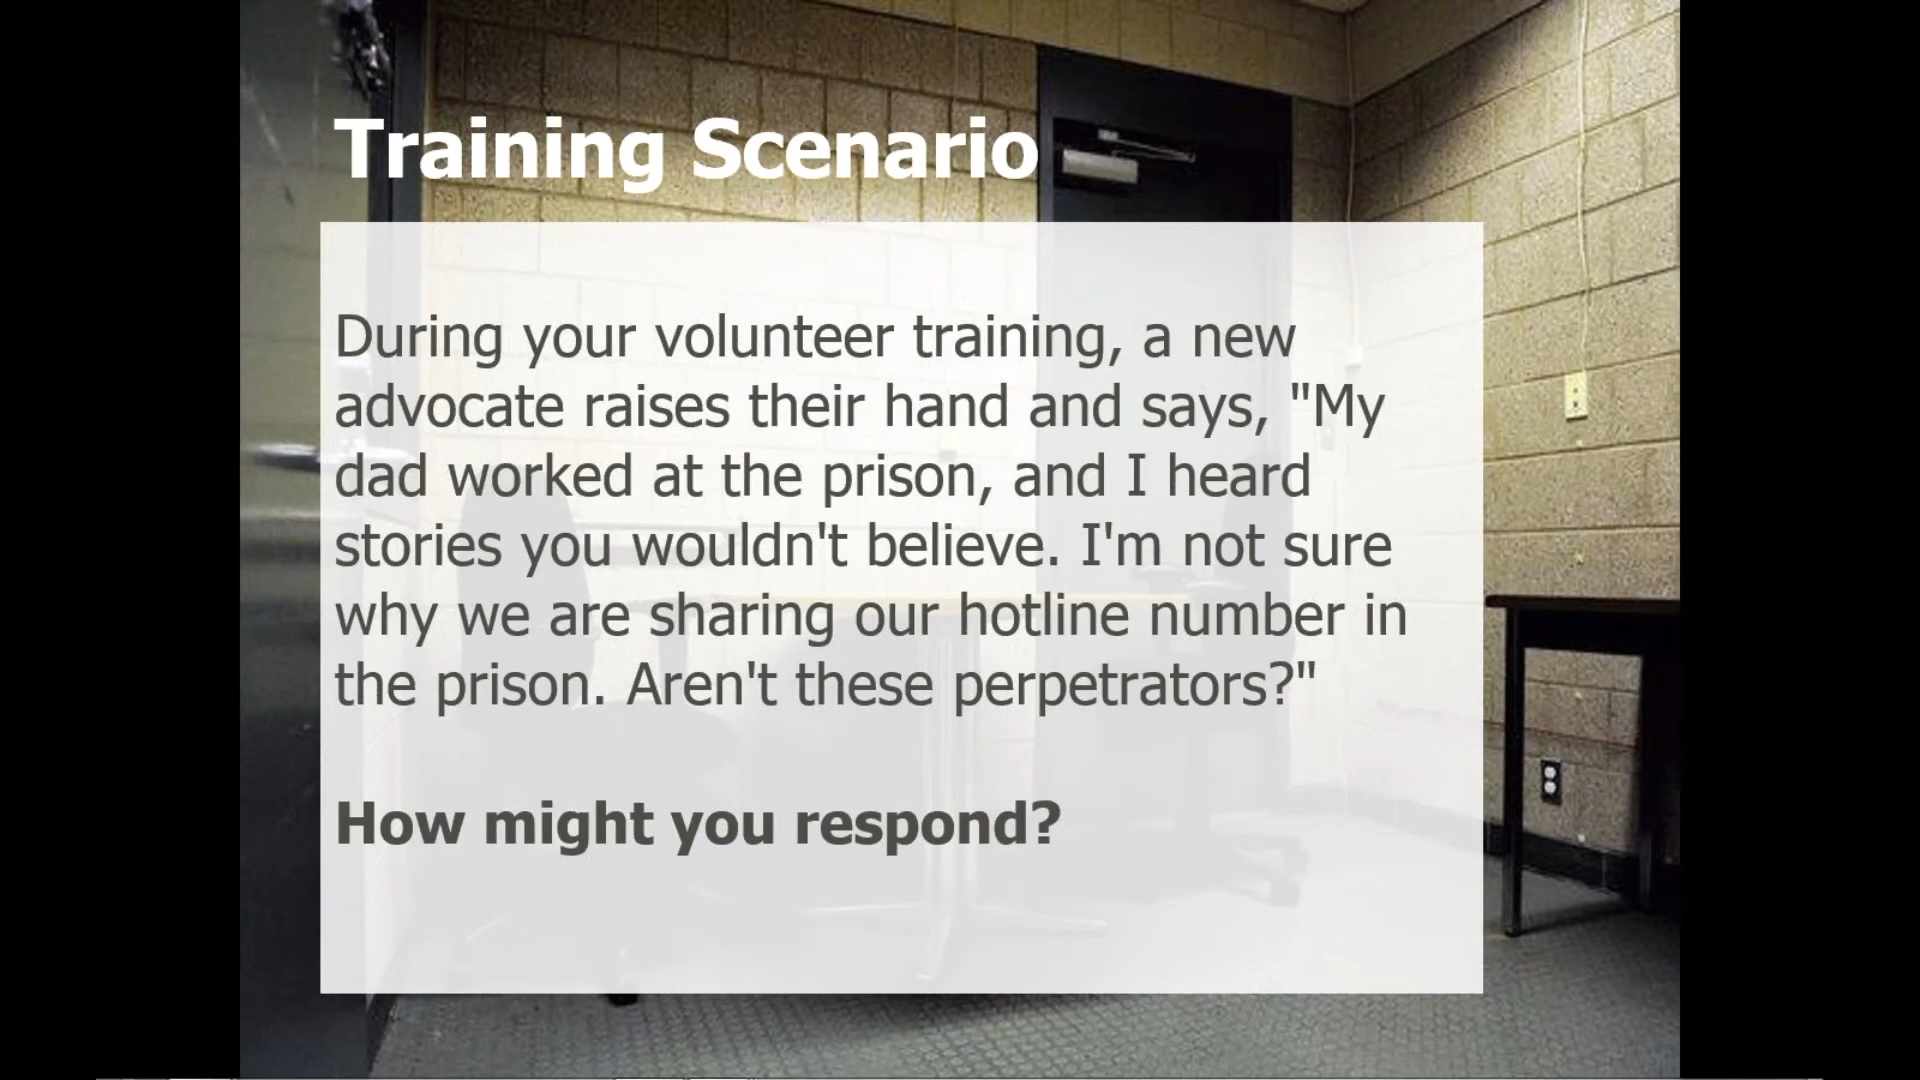 Training Scenario
During your volunteer training, a new
advocate raises their hand and says, "My
dad worked at the prison, and I heard
stories you wouldn't believe. I'm not sure
why we are sharing our hotline number in
the prison. Aren't these perpetrators?"
How might you respond?